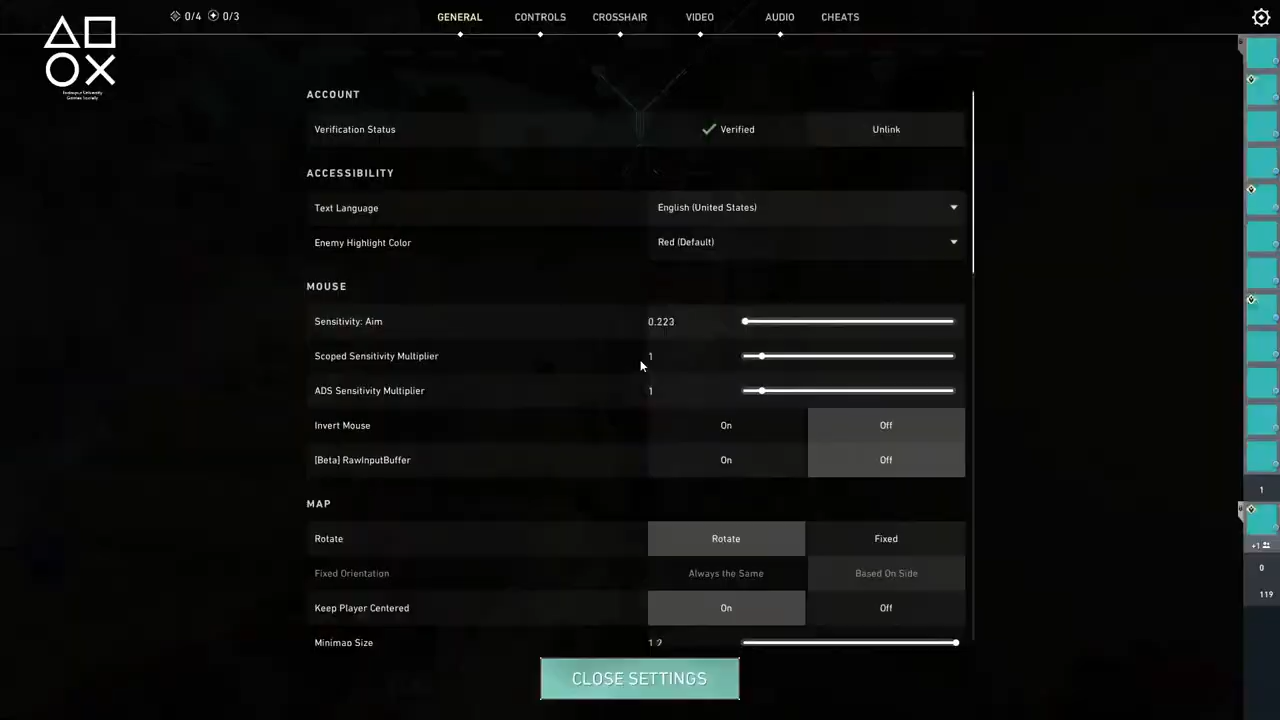 0/4 0/3 GENERAL CONTROLS CROSSHAIR VIDEO AUDIO CHEATS
University
Games Society
ACCOUNT
Verification Status Verified Unlink
ACCESSIBILITY
Text Language English (United States)
Enemy Highlight Color Red (Default)
MOUSE
Sensitivity: Aim 0.223
Scoped Sensitivity Multiplier 1
ADS Sensitivity Multiplier 1
Invert Mouse On Off
[Beta] RawInputBuffer On Off
MAP
Rotate Rotate Fixed
Fixed Orientation Always the Same Based On Side
Keep Player Centered On Off
Minimap Size 1.2
CLOSE SETTINGS
1
+1
0
119